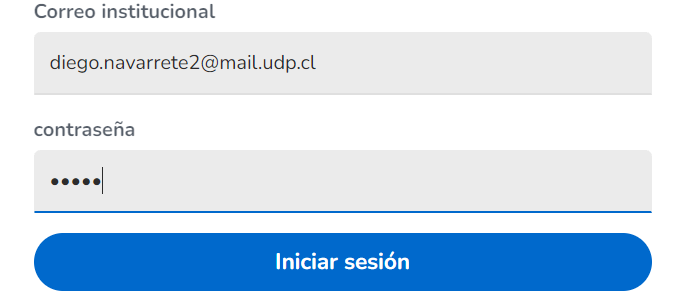 Correo institucional
diego.navarrete2@mail.udp.cl
contraseña
•••••
Iniciar sesión